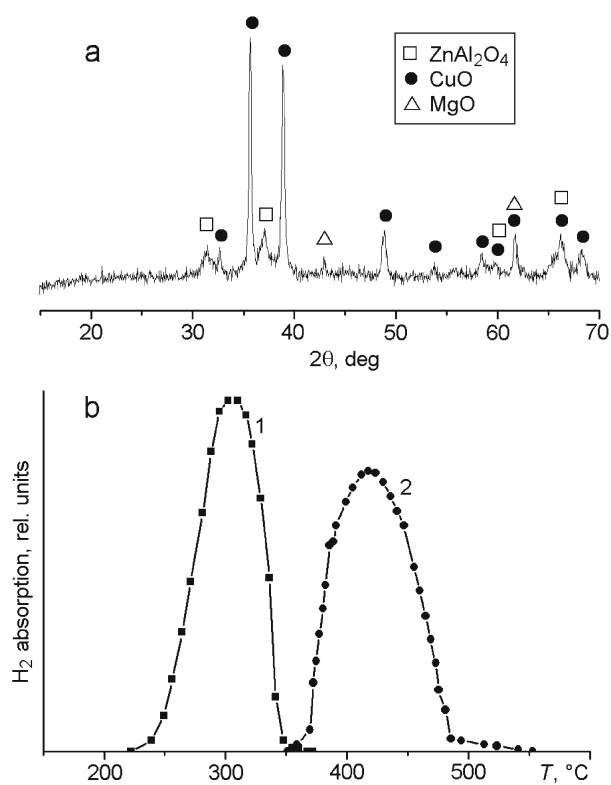 a
ZnAl₂O₄
CuO
MgO
20 30 40 50 60 70
2θ, deg
b
1
2
H₂ absorption, rel. units
200 300 400 500 T, °C